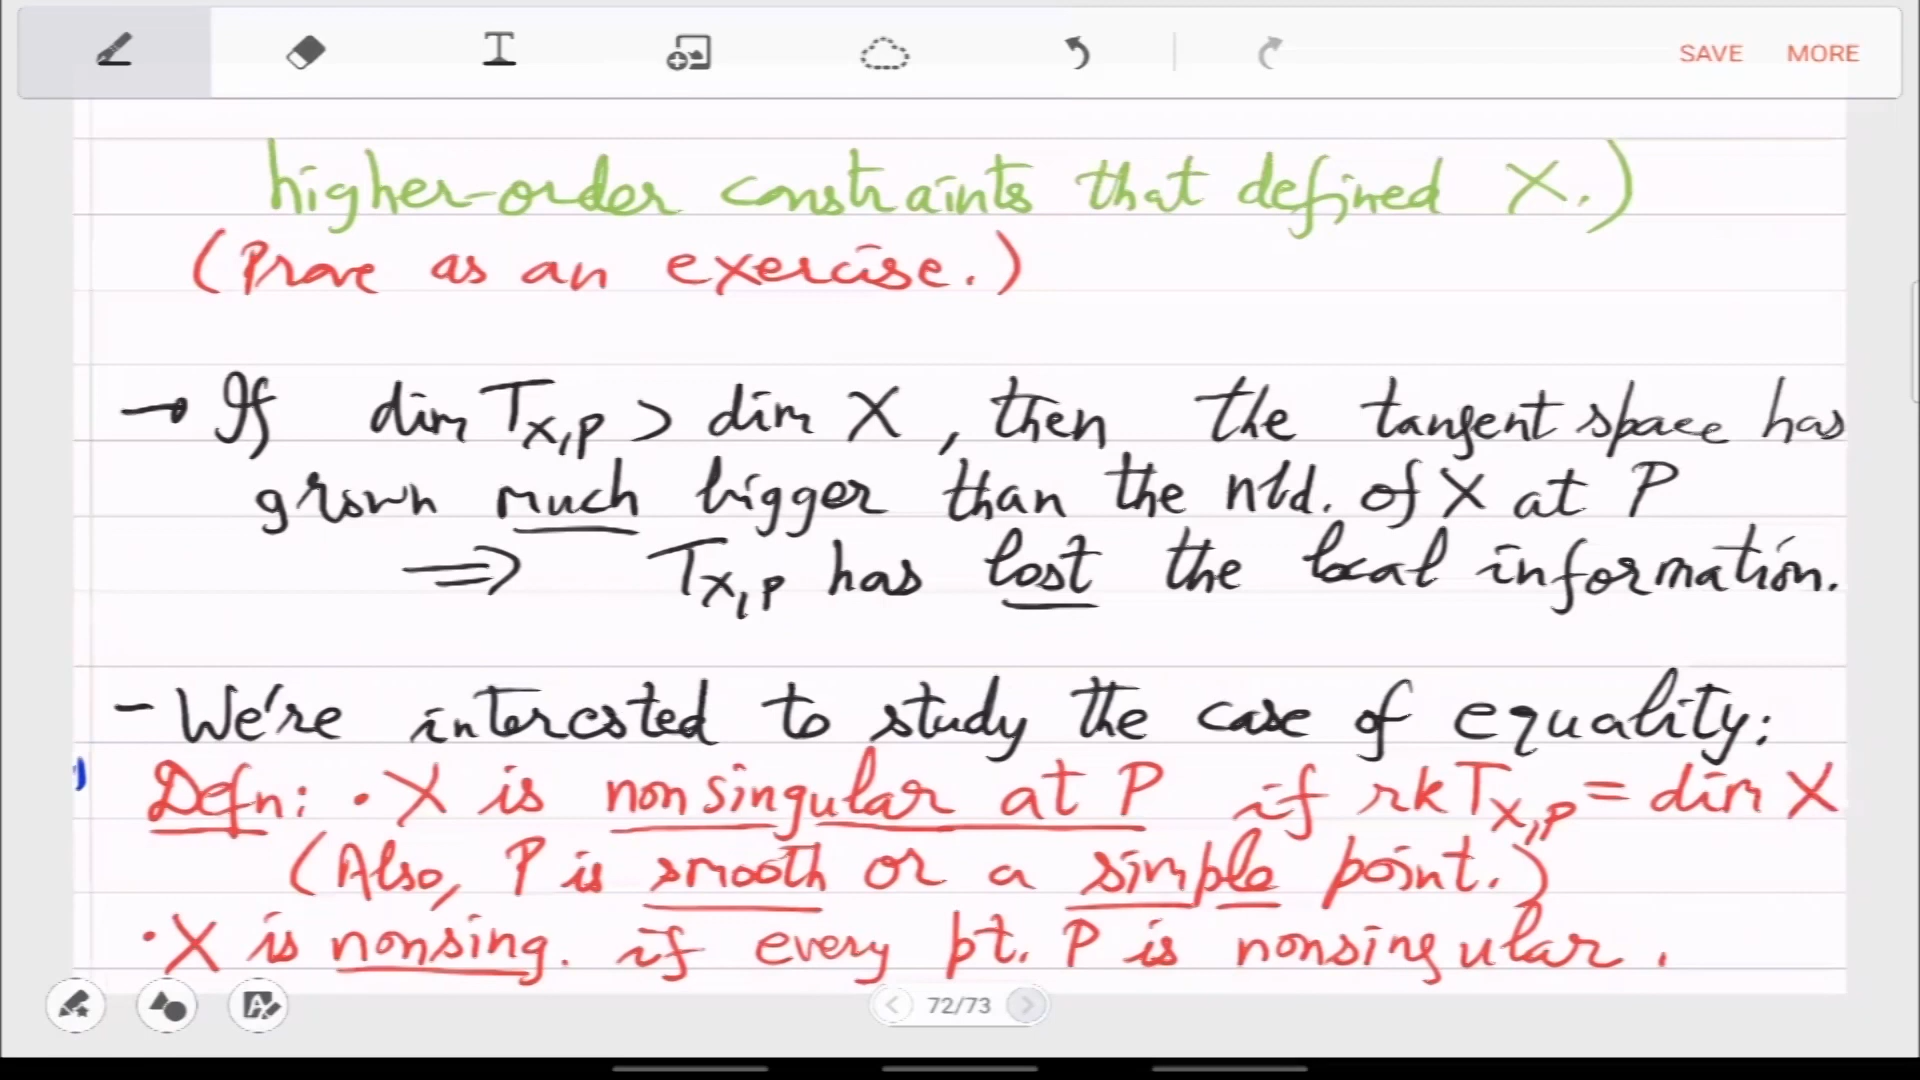 SAVE MORE
higher-order constraints that defined X.)
(Prove as an exercise.)
→ If dim T_{X,P} > dim X, then the tangent space has
grown much bigger than the nbd. of X at P
⟹ T_{X,P} has lost the local information.
- We're interested to study the case of equality:
Defn: • X is nonsingular at P if rk T_{X,P} = dim X
(Also, P is smooth or a simple point.)
• X is nonsing. if every pt. P is nonsingular.
72/73